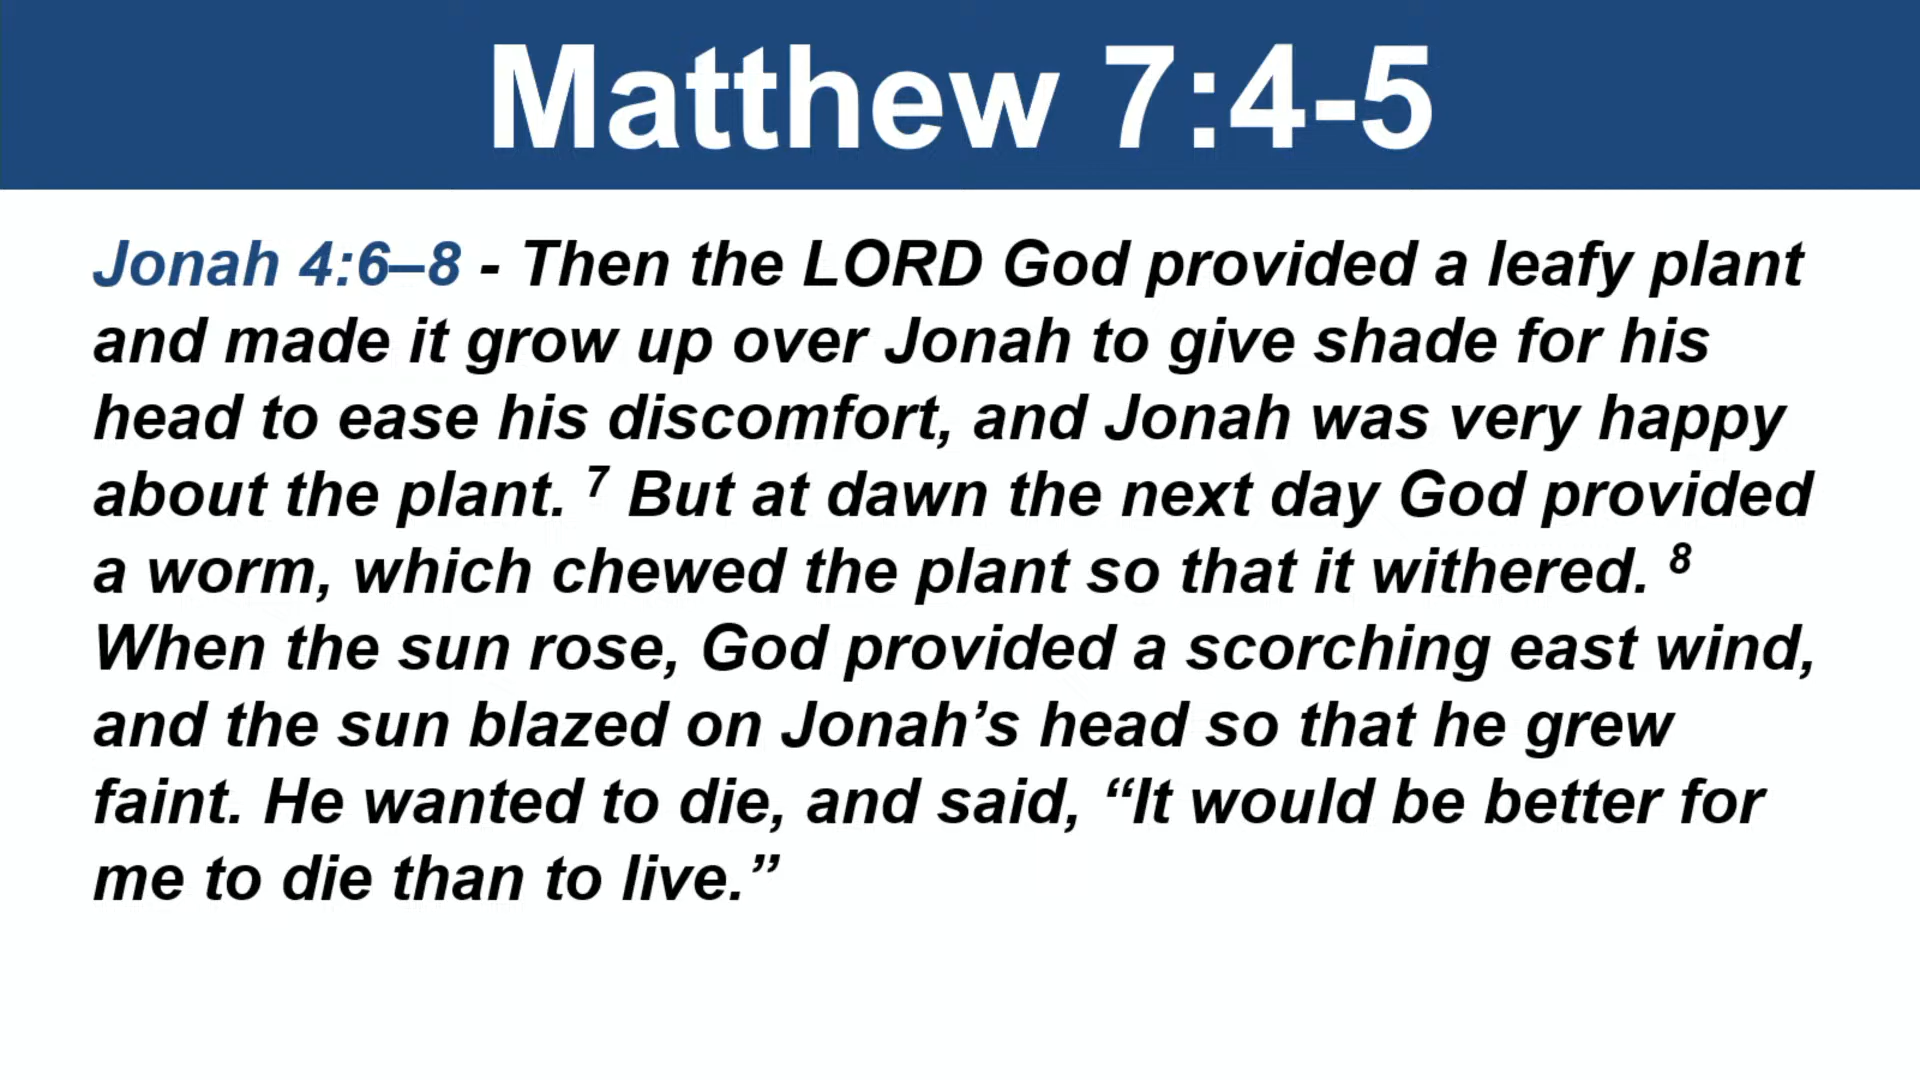 Matthew 7:4-5
Jonah 4:6–8 - Then the LORD God provided a leafy plant
and made it grow up over Jonah to give shade for his
head to ease his discomfort, and Jonah was very happy
about the plant. ⁷ But at dawn the next day God provided
a worm, which chewed the plant so that it withered. ⁸
When the sun rose, God provided a scorching east wind,
and the sun blazed on Jonah’s head so that he grew
faint. He wanted to die, and said, “It would be better for
me to die than to live.”